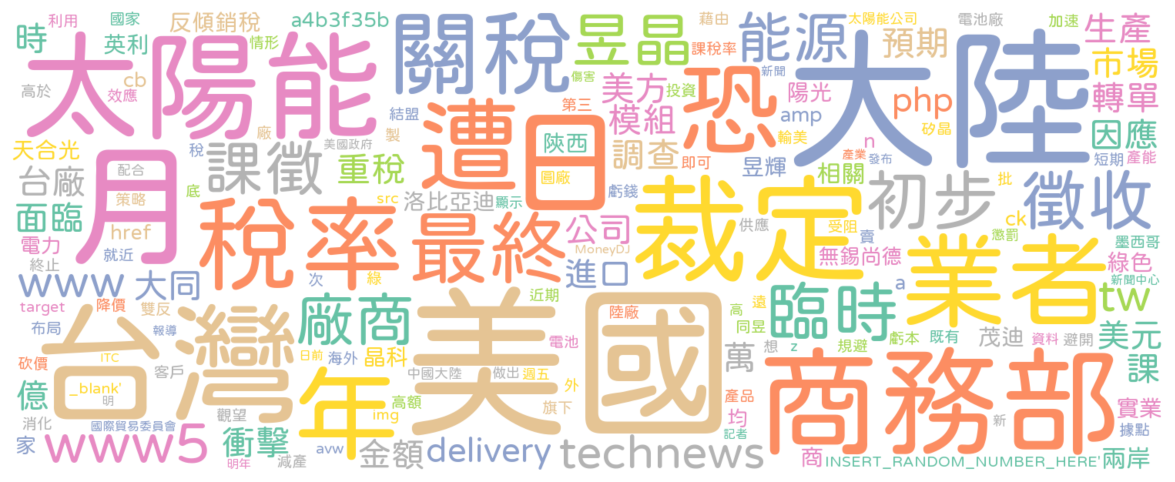 利用 國家 反傾銷稅 a4b3f35b
時 英利 情形
太陽能
高於 cb 效應
關稅
昱晶
傷害
藉由 太陽能公司 電池廠 加速
課稅率 能源 預期 生產
新聞 市場
大陸
美方 投資 陽光 php 轉單
模組 恐 amp 矽晶 因應
結盟 第三 輪美 n 短期 產能
天合光 廠 製
稅 美國政府 遭 日 陝西 調查 即可 昱輝 產業 發布
月 配合 課徵 重稅 圓廠 虧錢 相關 批
台廠 策略 底 src 洛比亞迪 顯示 初步 徵收
面臨 href 稅率 最終 公司 供應 裁定 受阻 ck 懲罰
電力 就近 MoneyDJ 賣 無錫尚德 墨西哥
終止 次 綠 進口 業者 綠色
www 大同 近期 高 遠 a 新聞中心
target 降價 雙反 廠商 陸廠 同昱 臨時 tw
布局 報導 日前 海外 晶科 電池 想 z 規避 虧本 既有 茂迪 資料 避開 美元
砍價 ITC 台灣 中國大陸 做出 週五 美國 萬 課
億 _blank' 明 客戶 年 img 高額 旗下 外 產品 商務部 實業
消化 國際貿易委員會 觀望 均 新 據點
家 www5 衝擊 avw 金額 delivery technews 記者 商 INSERT_RANDOM_NUMBER_HERE' 兩岸
明年 減產